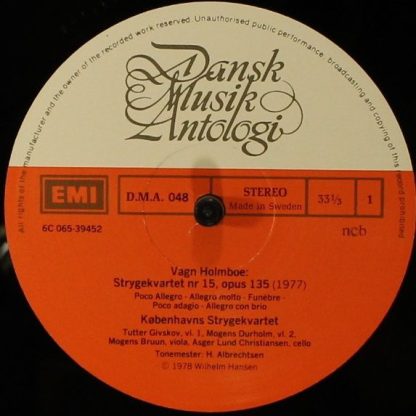 All rights of the manufacturer and the owner of the recorded work reserved. Unauthorised public performance, broadcasting and copying of this record prohibited
Dansk
Musik
Antologi
EMI
D.M.A. 048
STEREO
Made in Sweden
33⅓
1
6C 065-39452
ncb
Vagn Holmboe:
Strygekvartet nr 15, opus 135 (1977)
Poco Allegro · Allegro molto · Funèbre ·
Poco adagio · Allegro con brio
Københavns Strygekvartet
Tutter Givskov, vl. 1, Mogens Durholm, vl. 2,
Mogens Bruun, viola, Asger Lund Christiansen, cello
Tonemester: H. Albrechtsen
℗ 1978 Wilhelm Hansen